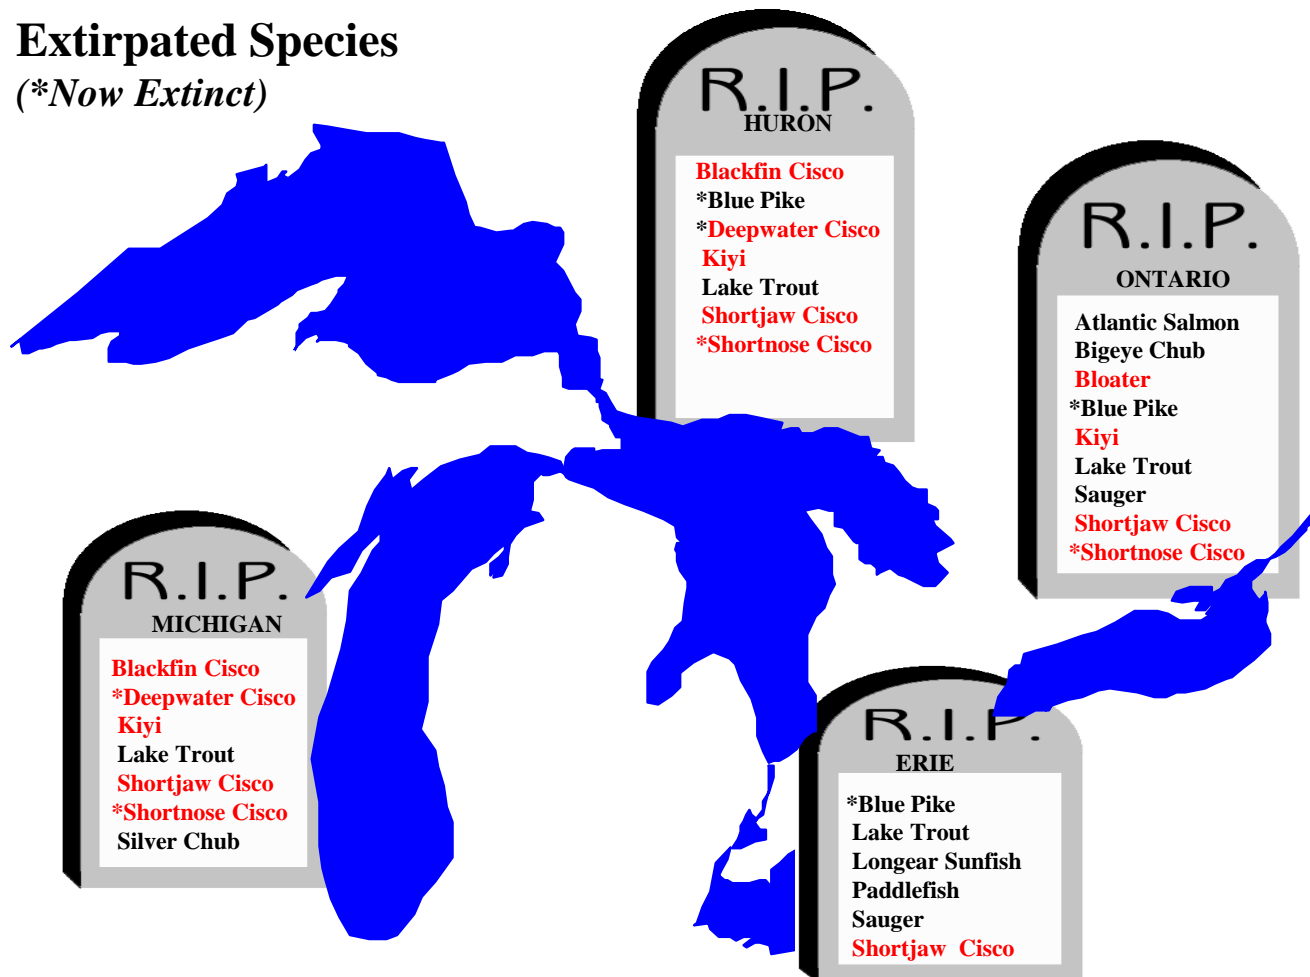 Extirpated Species
(*Now Extinct)
R.I.P.
HURON
Blackfin Cisco
*Blue Pike
*Deepwater Cisco
Kiyi
Lake Trout
Shortjaw Cisco
*Shortnose Cisco
R.I.P.
ONTARIO
Atlantic Salmon
Bigeye Chub
Bloater
*Blue Pike
Kiyi
Lake Trout
Sauger
Shortjaw Cisco
*Shortnose Cisco
R.I.P.
MICHIGAN
Blackfin Cisco
*Deepwater Cisco
Kiyi
Lake Trout
Shortjaw Cisco
*Shortnose Cisco
Silver Chub
R.I.P.
ERIE
*Blue Pike
Lake Trout
Longear Sunfish
Paddlefish
Sauger
Shortjaw Cisco